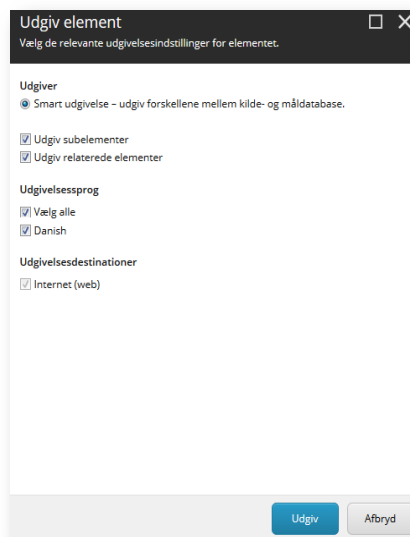 Udgiv element
Vælg de relevante udgivelsesindstillinger for elementet.
Udgiver
Smart udgivelse – udgiv forskellene mellem kilde- og måldatabase.
Udgiv subelementer
Udgiv relaterede elementer
Udgivelsessprog
Vælg alle
Danish
Udgivelsesdestinationer
Internet (web)
Udgiv
Afbryd